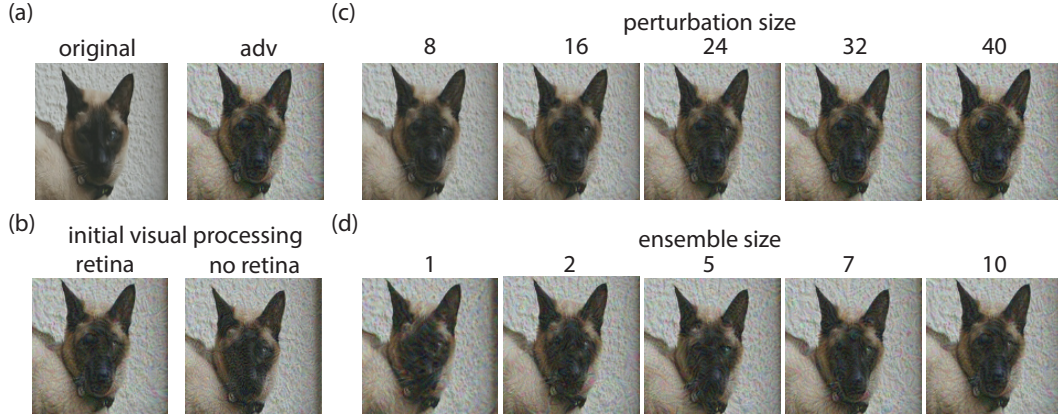 (a)
original adv
(b)
initial visual processing
retina no retina
(c)
perturbation size
8 16 24 32 40
(d)
ensemble size
1 2 5 7 10